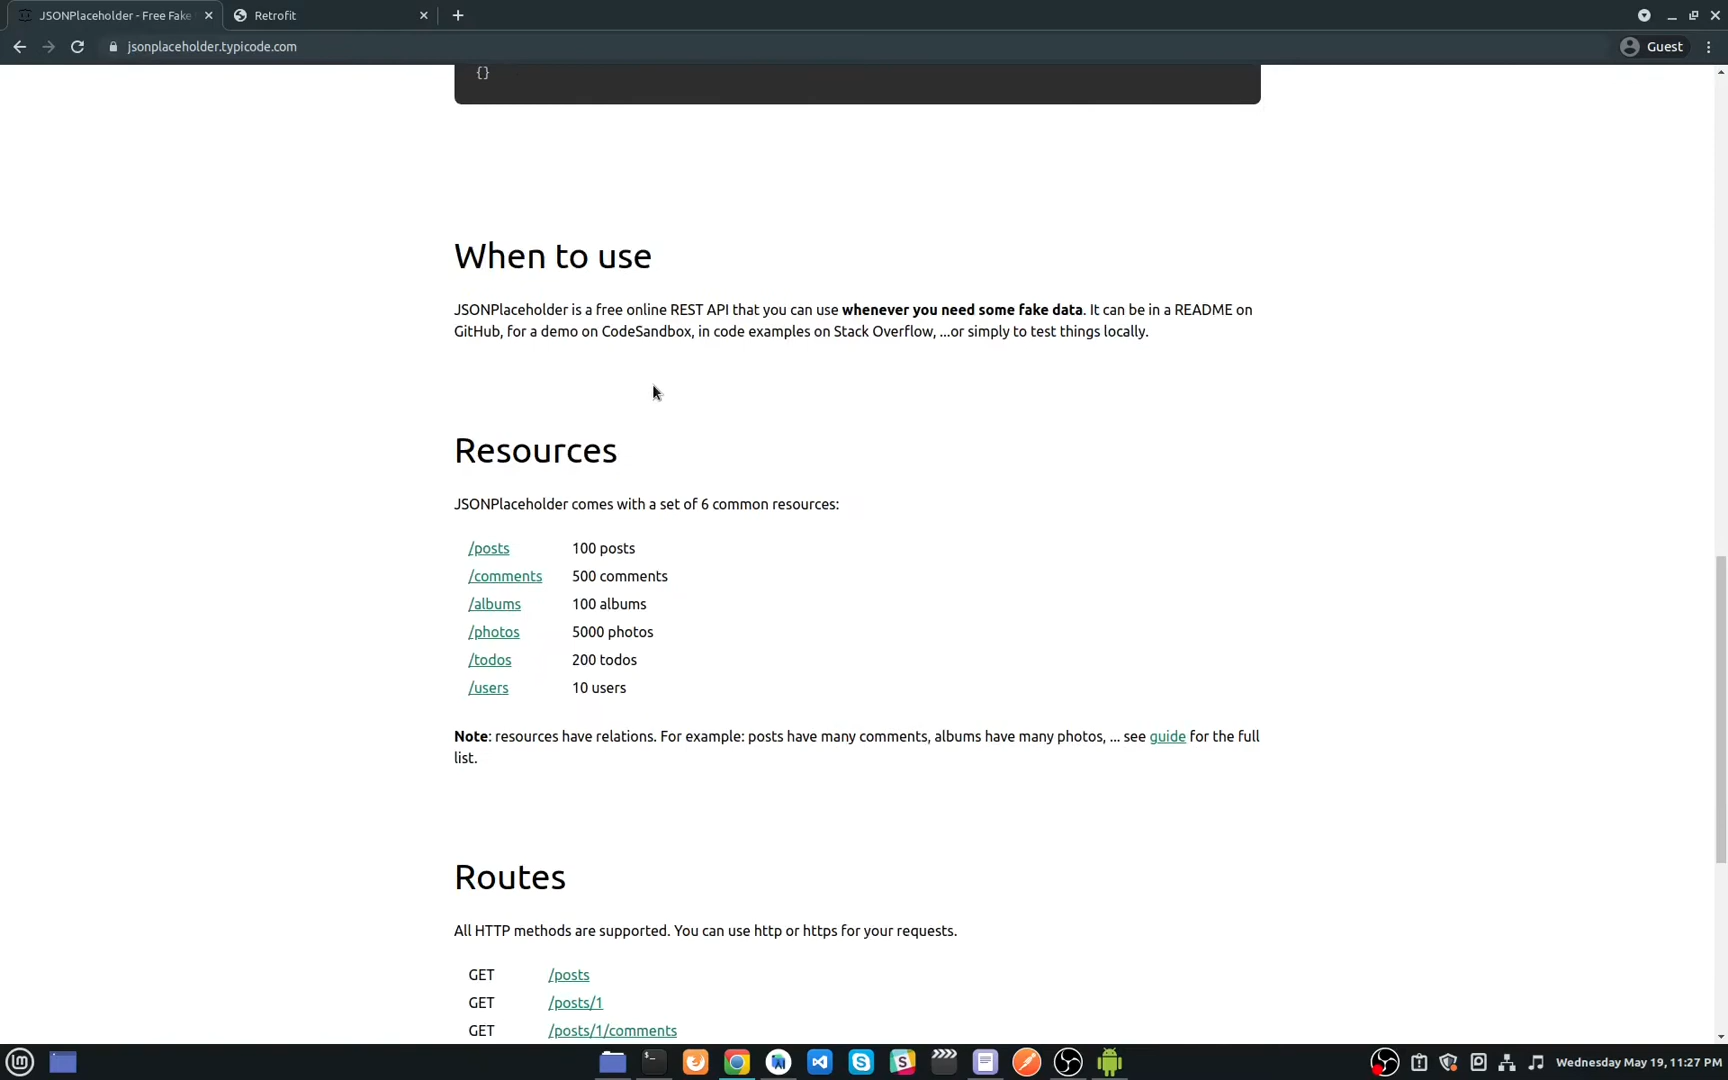 JSONPlaceholder - Free Fake
Retrofit
jsonplaceholder.typicode.com
Guest
{}
When to use
JSONPlaceholder is a free online REST API that you can use whenever you need some fake data. It can be in a README on
GitHub, for a demo on CodeSandbox, in code examples on Stack Overflow, ...or simply to test things locally.
Resources
JSONPlaceholder comes with a set of 6 common resources:
/posts 100 posts
/comments 500 comments
/albums 100 albums
/photos 5000 photos
/todos 200 todos
/users 10 users
Note: resources have relations. For example: posts have many comments, albums have many photos, ... see guide for the full
list.
Routes
All HTTP methods are supported. You can use http or https for your requests.
GET /posts
GET /posts/1
GET /posts/1/comments
Wednesday May 19, 11:27 PM